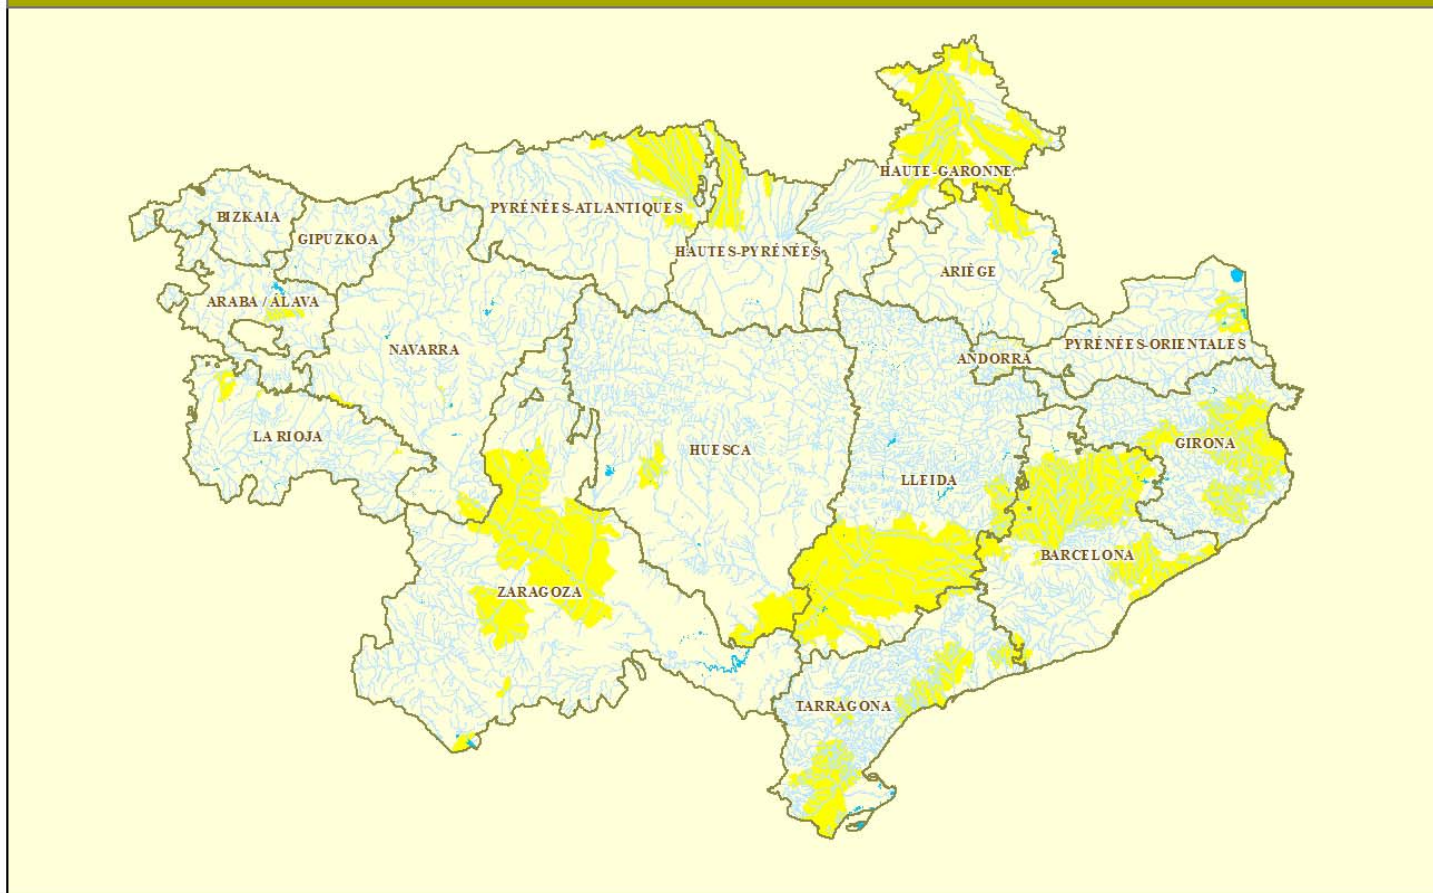 HAUTE-GARONNE
PYRÉNÉES-ATLANTIQUES
BIZKAIA
GIPUZKOA
HAUTES-PYRÉNÉES
ARIÈGE
ARABA / ÁLAVA
NAVARRA
ANDORRA
PYRÉNÉES-ORIENTALES
LA RIOJA
HUESCA
LLEIDA
GIRONA
BARCELONA
ZARAGOZA
TARRAGONA